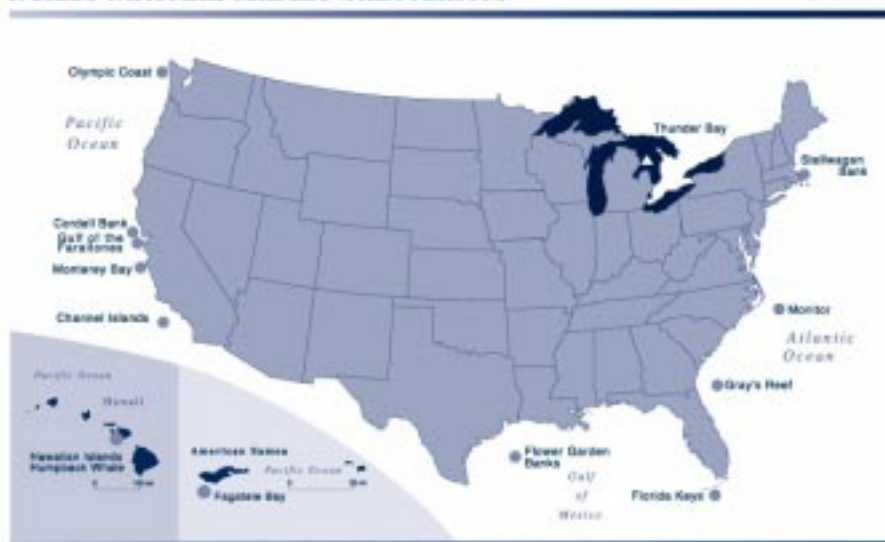 Olympic Coast
Pacific
Ocean
Thunder Bay
Stellwagen
Bank
Cordell Bank
Gulf of the
Farallones
Monterey Bay
Channel Islands
Monitor
Atlantic
Ocean
Gray's Reef
Pacific Ocean
Hawaii
Hawaiian Islands
Humpback Whale
American Samoa
Pacific Ocean
Fagatele Bay
Flower Garden
Banks
Gulf
of
Mexico
Florida Keys